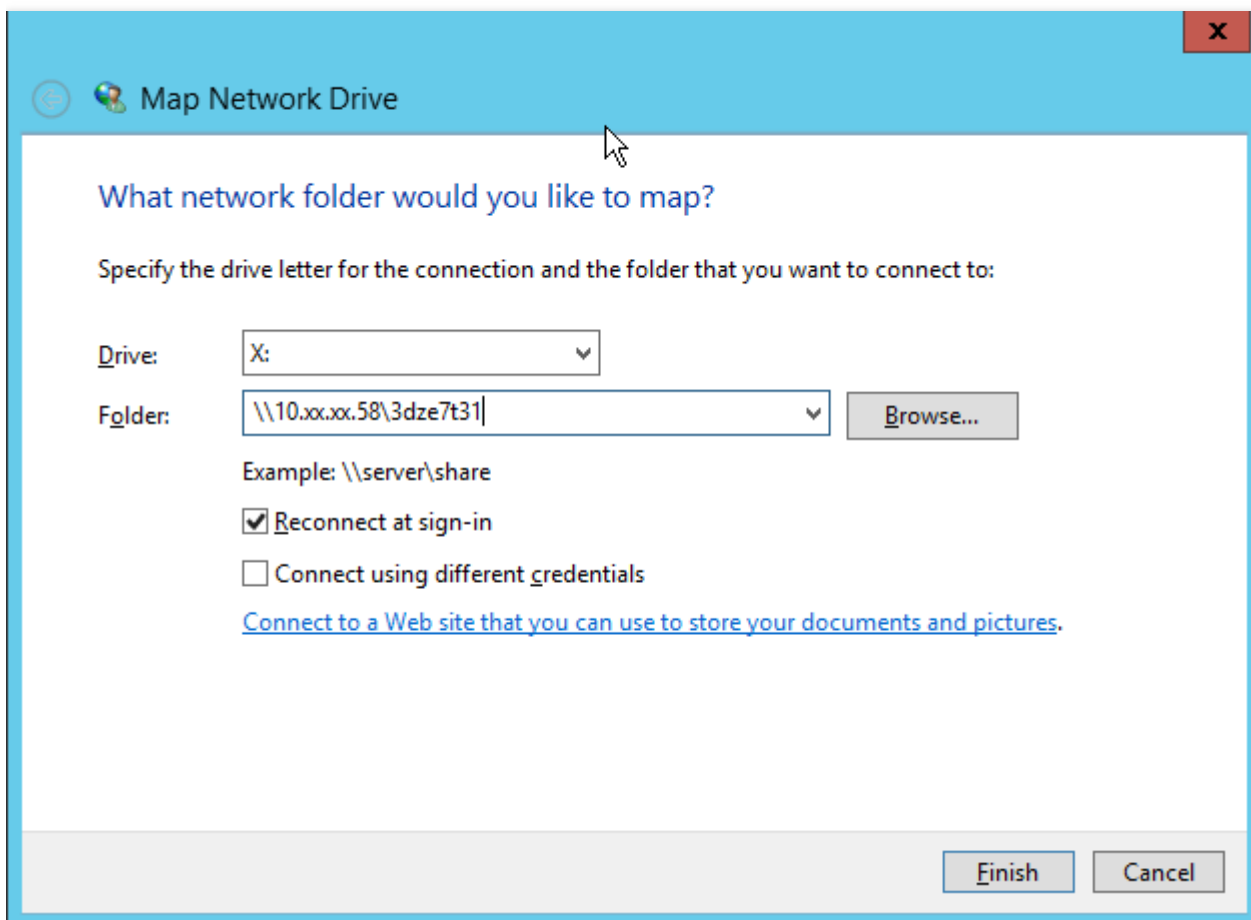 x
Map Network Drive
What network folder would you like to map?
Specify the drive letter for the connection and the folder that you want to connect to:
Drive: X:
Folder: \\10.xx.xx.58\3dze7t31 Browse...
Example: \\server\share
Reconnect at sign-in
Connect using different credentials
Connect to a Web site that you can use to store your documents and pictures.
Finish Cancel